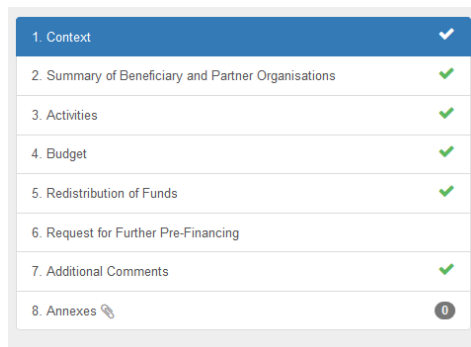 1. Context
2. Summary of Beneficiary and Partner Organisations
3. Activities
4. Budget
5. Redistribution of Funds
6. Request for Further Pre-Financing
7. Additional Comments
8. Annexes 0